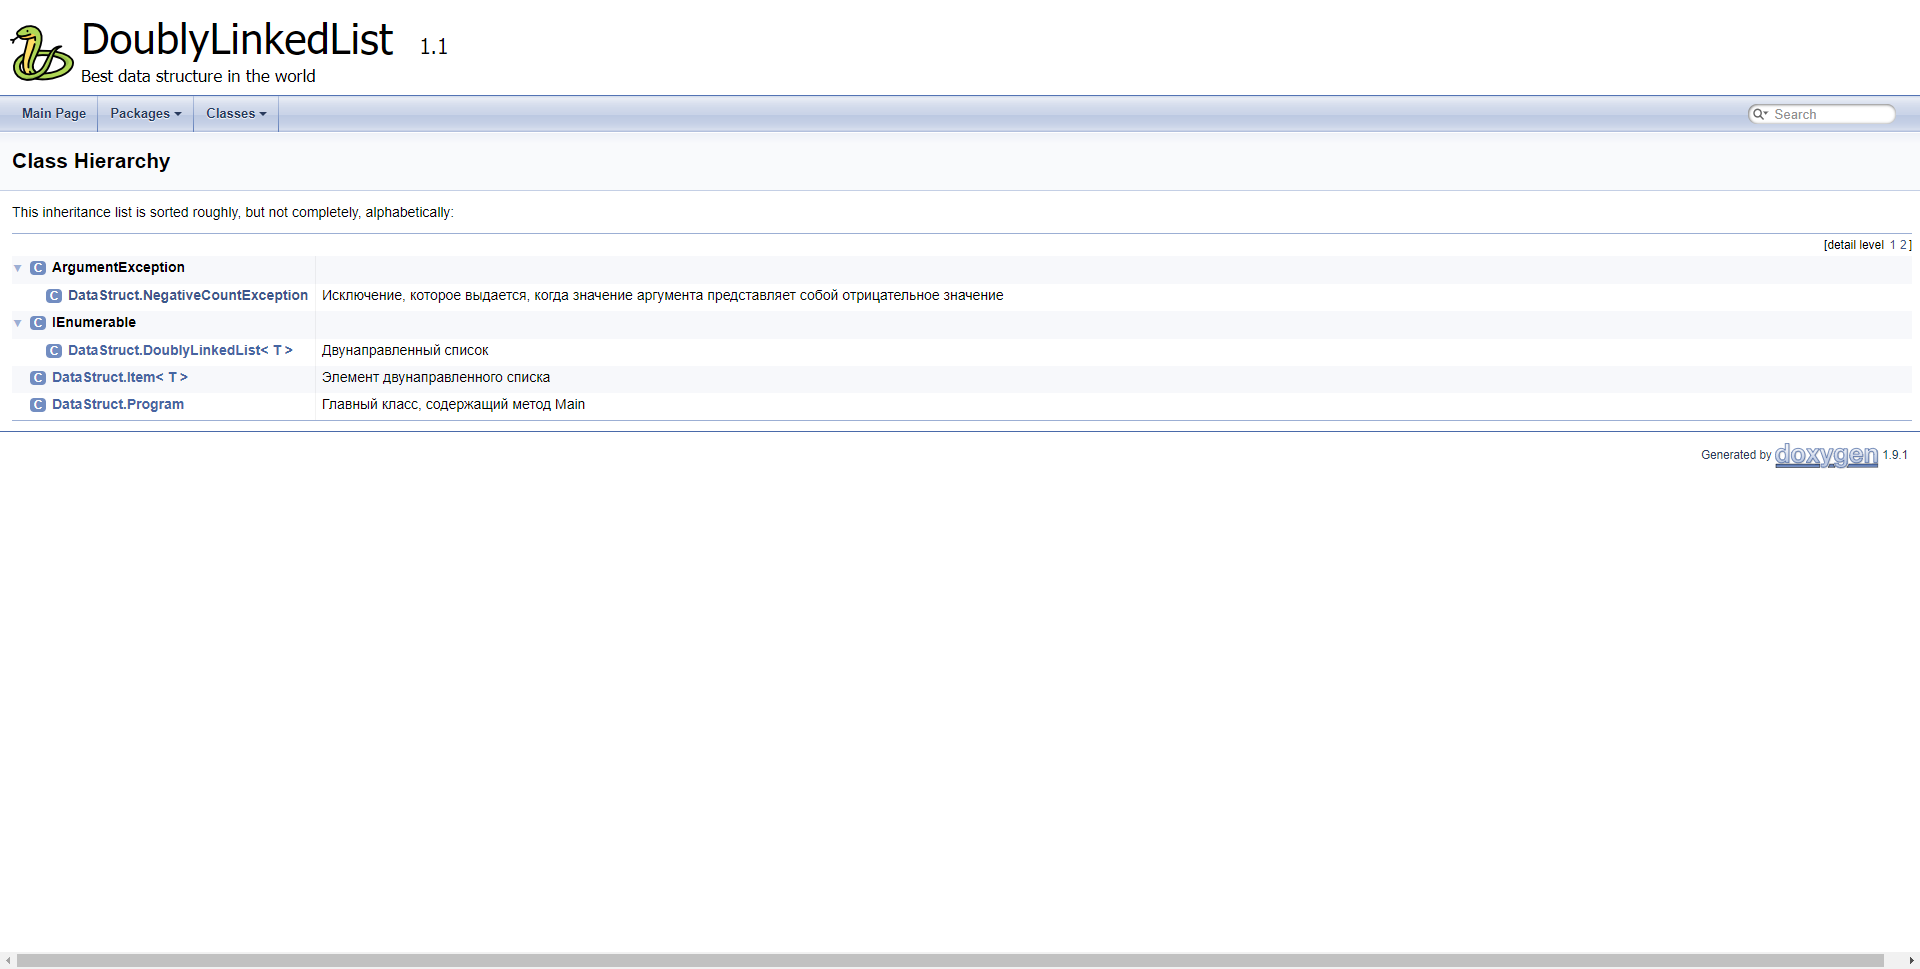 DoublyLinkedList 1.1
Best data structure in the world
Main Page Packages Classes Search
Class Hierarchy
This inheritance list is sorted roughly, but not completely, alphabetically:
[detail level 1 2]
C ArgumentException
C DataStruct.NegativeCountException Исключение, которое выдается, когда значение аргумента представляет собой отрицательное значение
C IEnumerable
C DataStruct.DoublyLinkedList< T > Двунаправленный список
C DataStruct.Item< T > Элемент двунаправленного списка
C DataStruct.Program Главный класс, содержащий метод Main
Generated by doxygen 1.9.1